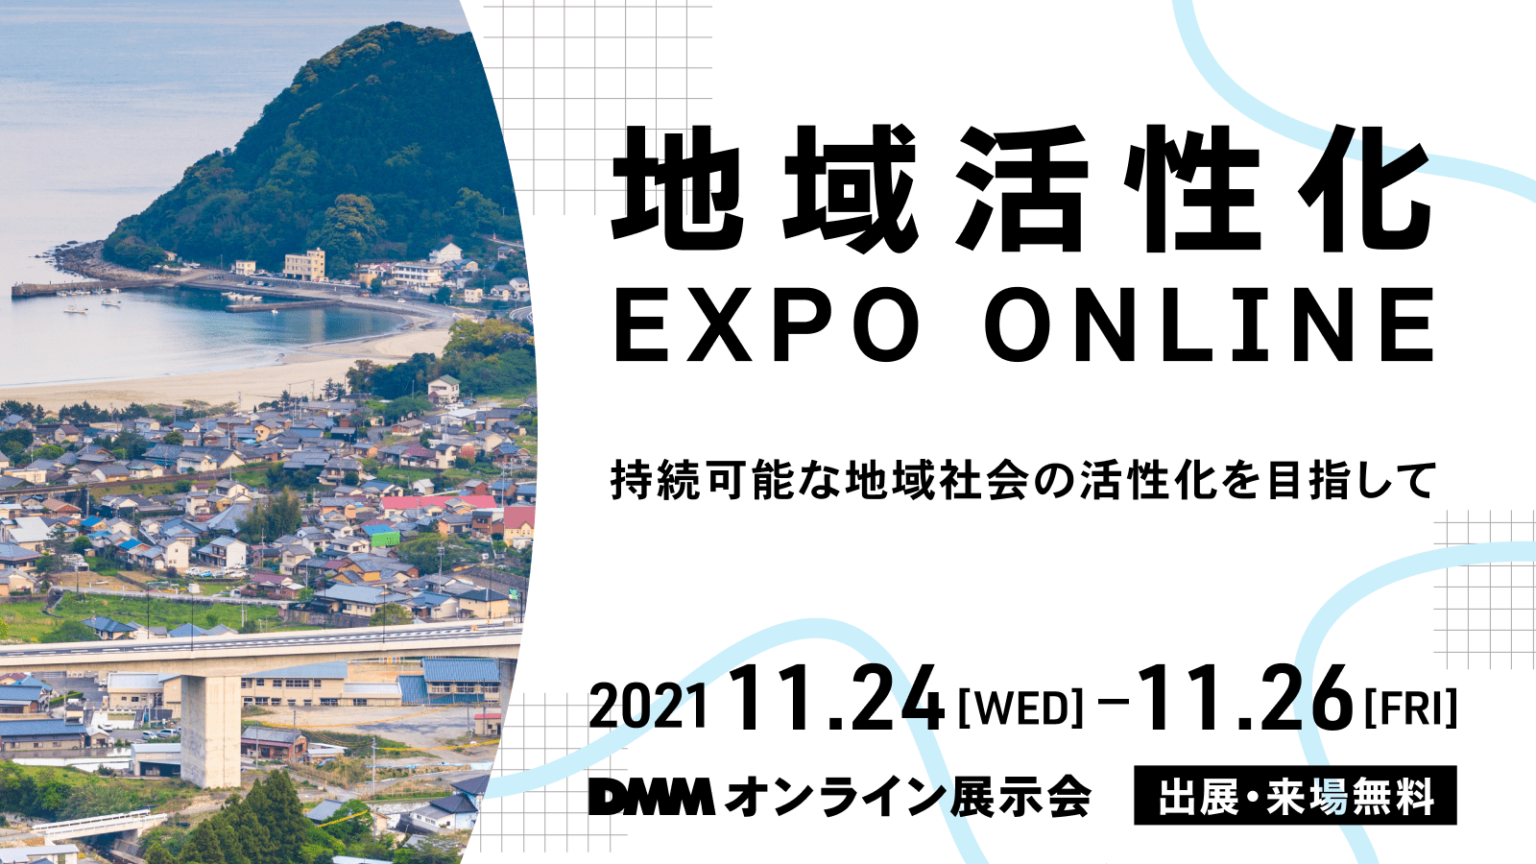 地域活性化
EXPO ONLINE
持続可能な地域社会の活性化を目指して
2021 11.24 [WED] – 11.26 [FRI]
DMM オンライン展示会 出展・来場無料